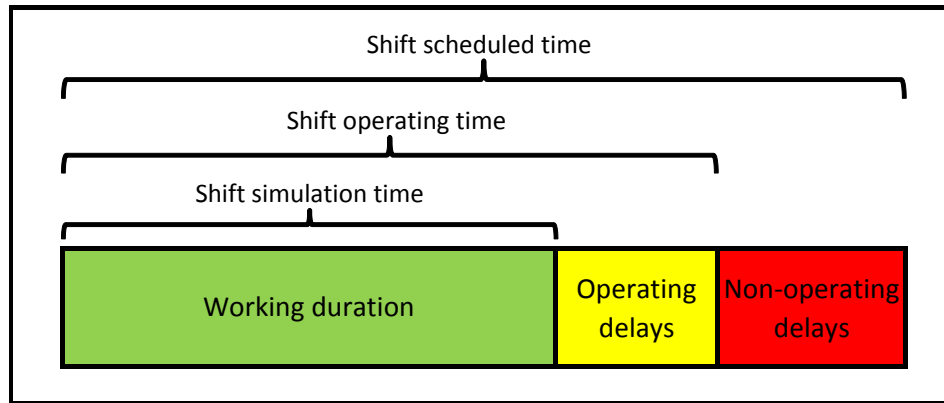 Shift scheduled time
Shift operating time
Shift simulation time
Working duration
Operating
delays
Non-operating
delays